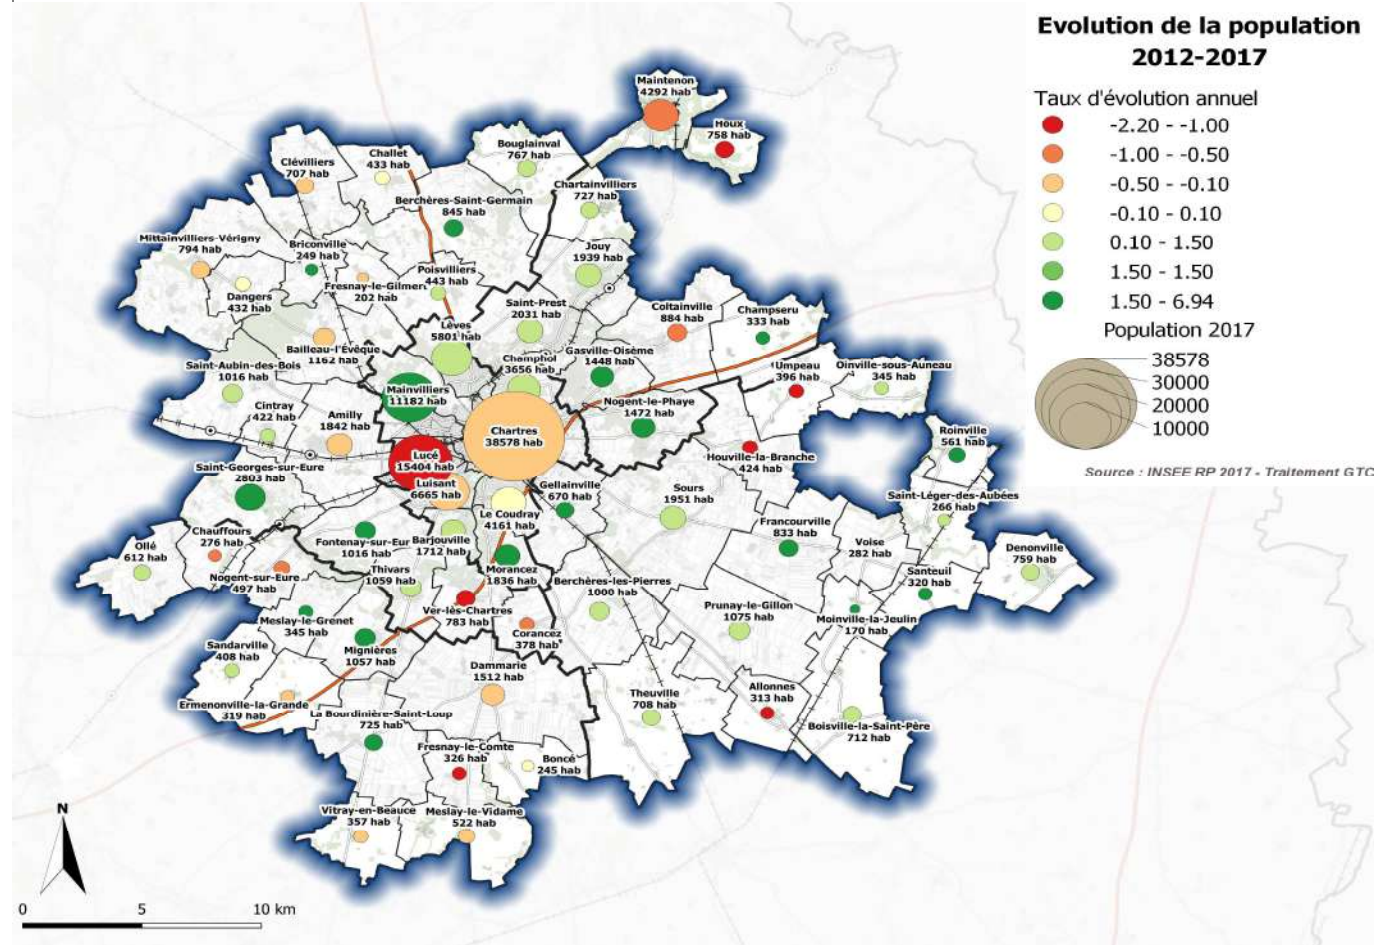 Evolution de la population
2012-2017
Taux d'évolution annuel
-2.20 - -1.00
-1.00 - -0.50
-0.50 - -0.10
-0.10 - 0.10
0.10 - 1.50
1.50 - 1.50
1.50 - 6.94
Population 2017
38578
30000
20000
10000
Source : INSEE RP 2017 - Traitement GTC
Maintenon
4292 hab
Houx
758 hab
Bouglainval
767 hab
Challet
433 hab
Clévilliers
707 hab
Chartainvilliers
727 hab
Berchères-Saint-Germain
845 hab
Mittainvilliers-Vérigny
794 hab
Briconville
249 hab
Jouy
1939 hab
Poisvilliers
443 hab
Fresnay-le-Gilmert
202 hab
Dangers
432 hab
Saint-Prest
2031 hab
Coltainville
884 hab
Champseru
333 hab
Lèves
5801 hab
Bailleau-l'Évêque
1162 hab
Gasville-Oisème
1448 hab
Champhol
3656 hab
Saint-Aubin-des-Bois
1016 hab
Umpeau
396 hab
Oinville-sous-Auneau
345 hab
Mainvilliers
11182 hab
Nogent-le-Phaye
1472 hab
Cintray
422 hab
Amilly
1842 hab
Chartres
38578 hab
Roinville
561 hab
Lucé
15404 hab
Houville-la-Branche
424 hab
Saint-Georges-sur-Eure
2803 hab
Luisant
6665 hab
Gellainville
670 hab
Sours
1951 hab
Saint-Léger-des-Aubées
266 hab
Le Coudray
4161 hab
Francourville
833 hab
Chauffours
276 hab
Fontenay-sur-Eur
1016 hab
Barjouville
1712 hab
Voise
282 hab
Ollé
612 hab
Denonville
759 hab
Thivars
1059 hab
Morancez
1836 hab
Santeuil
320 hab
Nogent-sur-Eure
497 hab
Berchères-les-Pierres
1000 hab
Ver-lès-Chartres
783 hab
Prunay-le-Gillon
1075 hab
Moinville-la-Jeulin
170 hab
Meslay-le-Grenet
345 hab
Corancez
378 hab
Sandarville
408 hab
Mignières
1057 hab
Dammarie
1512 hab
Allonnes
313 hab
Theuville
708 hab
Ermenonville-la-Grande
319 hab
La Bourdinière-Saint-Loup
725 hab
Boisville-la-Saint-Père
712 hab
Fresnay-le-Comte
326 hab
Boncé
245 hab
Vitray-en-Beauce
357 hab
Meslay-le-Vidame
522 hab
N
0 5 10 km